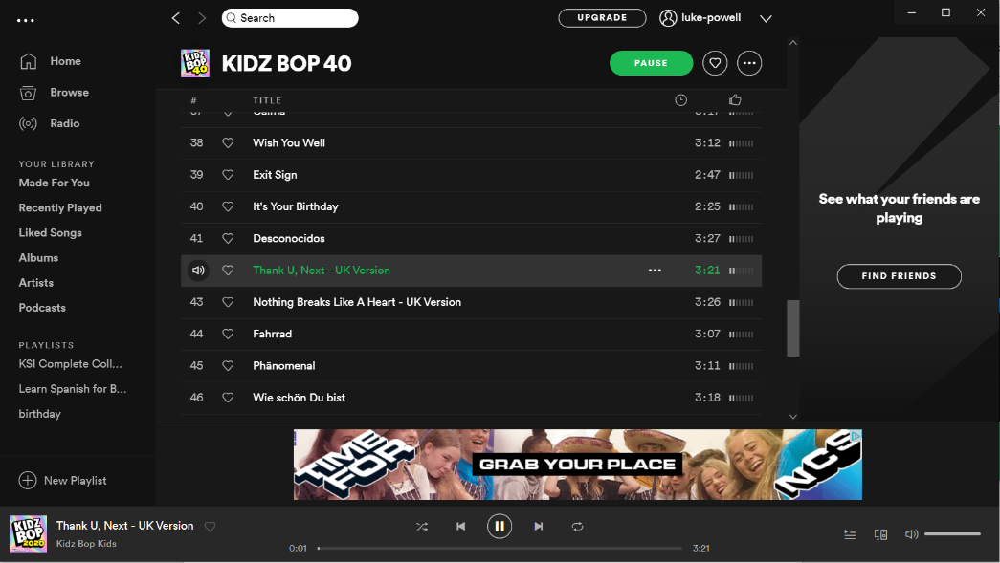 Search
UPGRADE
luke-powell
Home
Browse
Radio
YOUR LIBRARY
Made For You
Recently Played
Liked Songs
Albums
Artists
Podcasts
PLAYLISTS
KSI Complete Coll...
Learn Spanish for B...
birthday
New Playlist
KIDZ BOP 40
KIDZ BOP 40
PAUSE
# TITLE
37 Calma 3:17
38 Wish You Well 3:12
39 Exit Sign 2:47
40 It's Your Birthday 2:25
41 Desconocidos 3:27
Thank U, Next - UK Version 3:21
43 Nothing Breaks Like A Heart - UK Version 3:26
44 Fahrrad 3:07
45 Phänomenal 3:11
46 Wie schön Du bist 3:18
See what your friends are
playing
FIND FRIENDS
TIME
FOR
GRAB YOUR PLACE
NCS
KIDZ BOP 2020
Thank U, Next - UK Version
Kidz Bop Kids
0:01 3:21